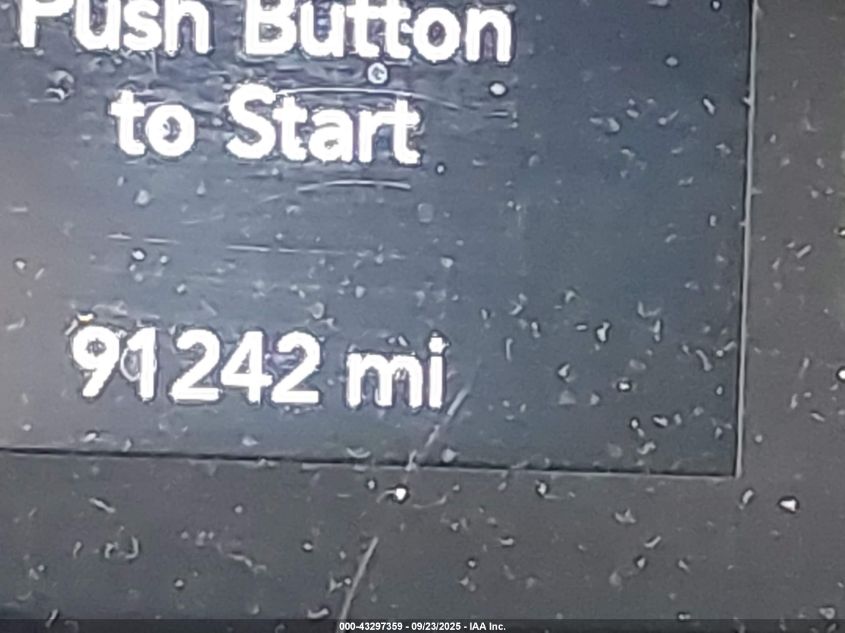 Push Button
to Start
91242 mi
000-43297359 - 09/23/2025 - IAA Inc.